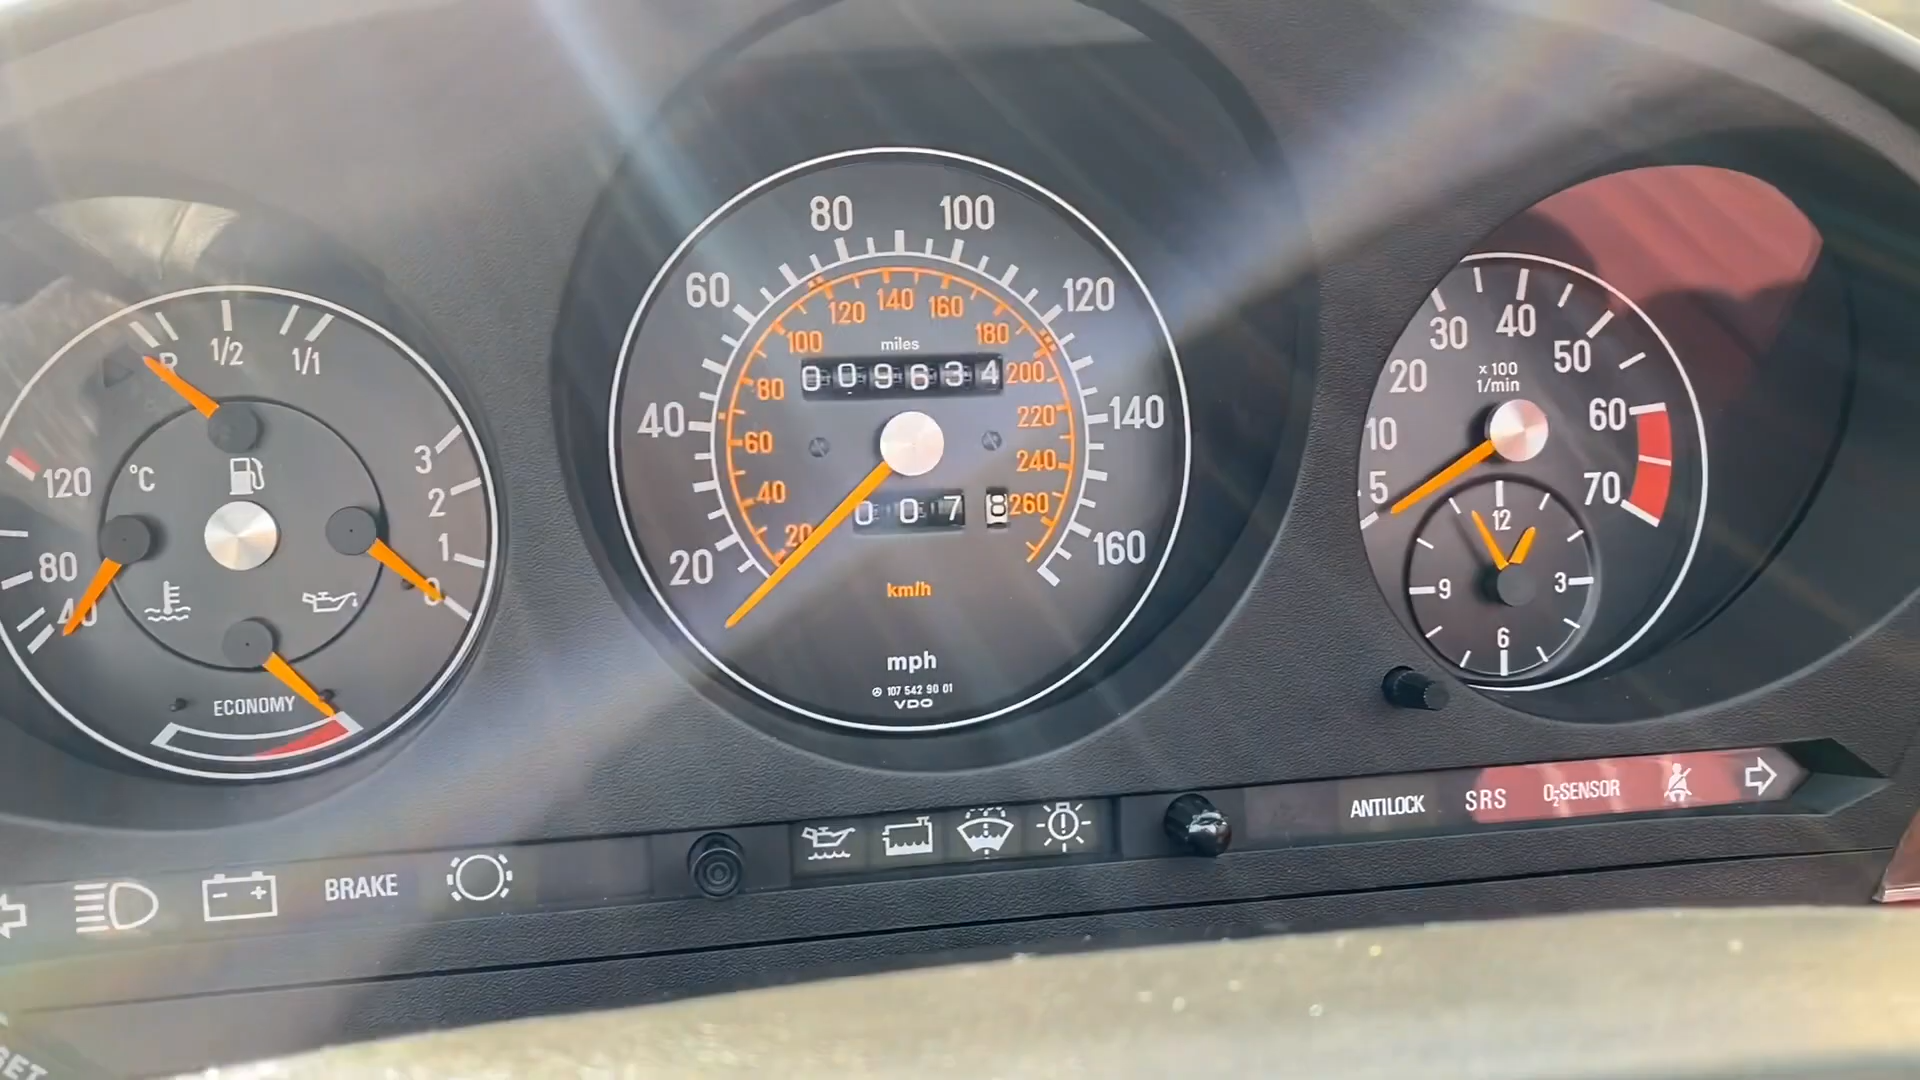 R 1/2 1/1
120 °C
80
40
3
2
1
0
ECONOMY
20 40 60 80 100 120 140 160
20 40 60 80 100 120 140 160 180 200 220 240 260
miles
009634
007 8
km/h
mph
107 542 90 01
VDO
5 10 20 30 40 50 60 70
x 100
1/min
12
9 3
6
- +
BRAKE
ANTILOCK SRS O₂SENSOR